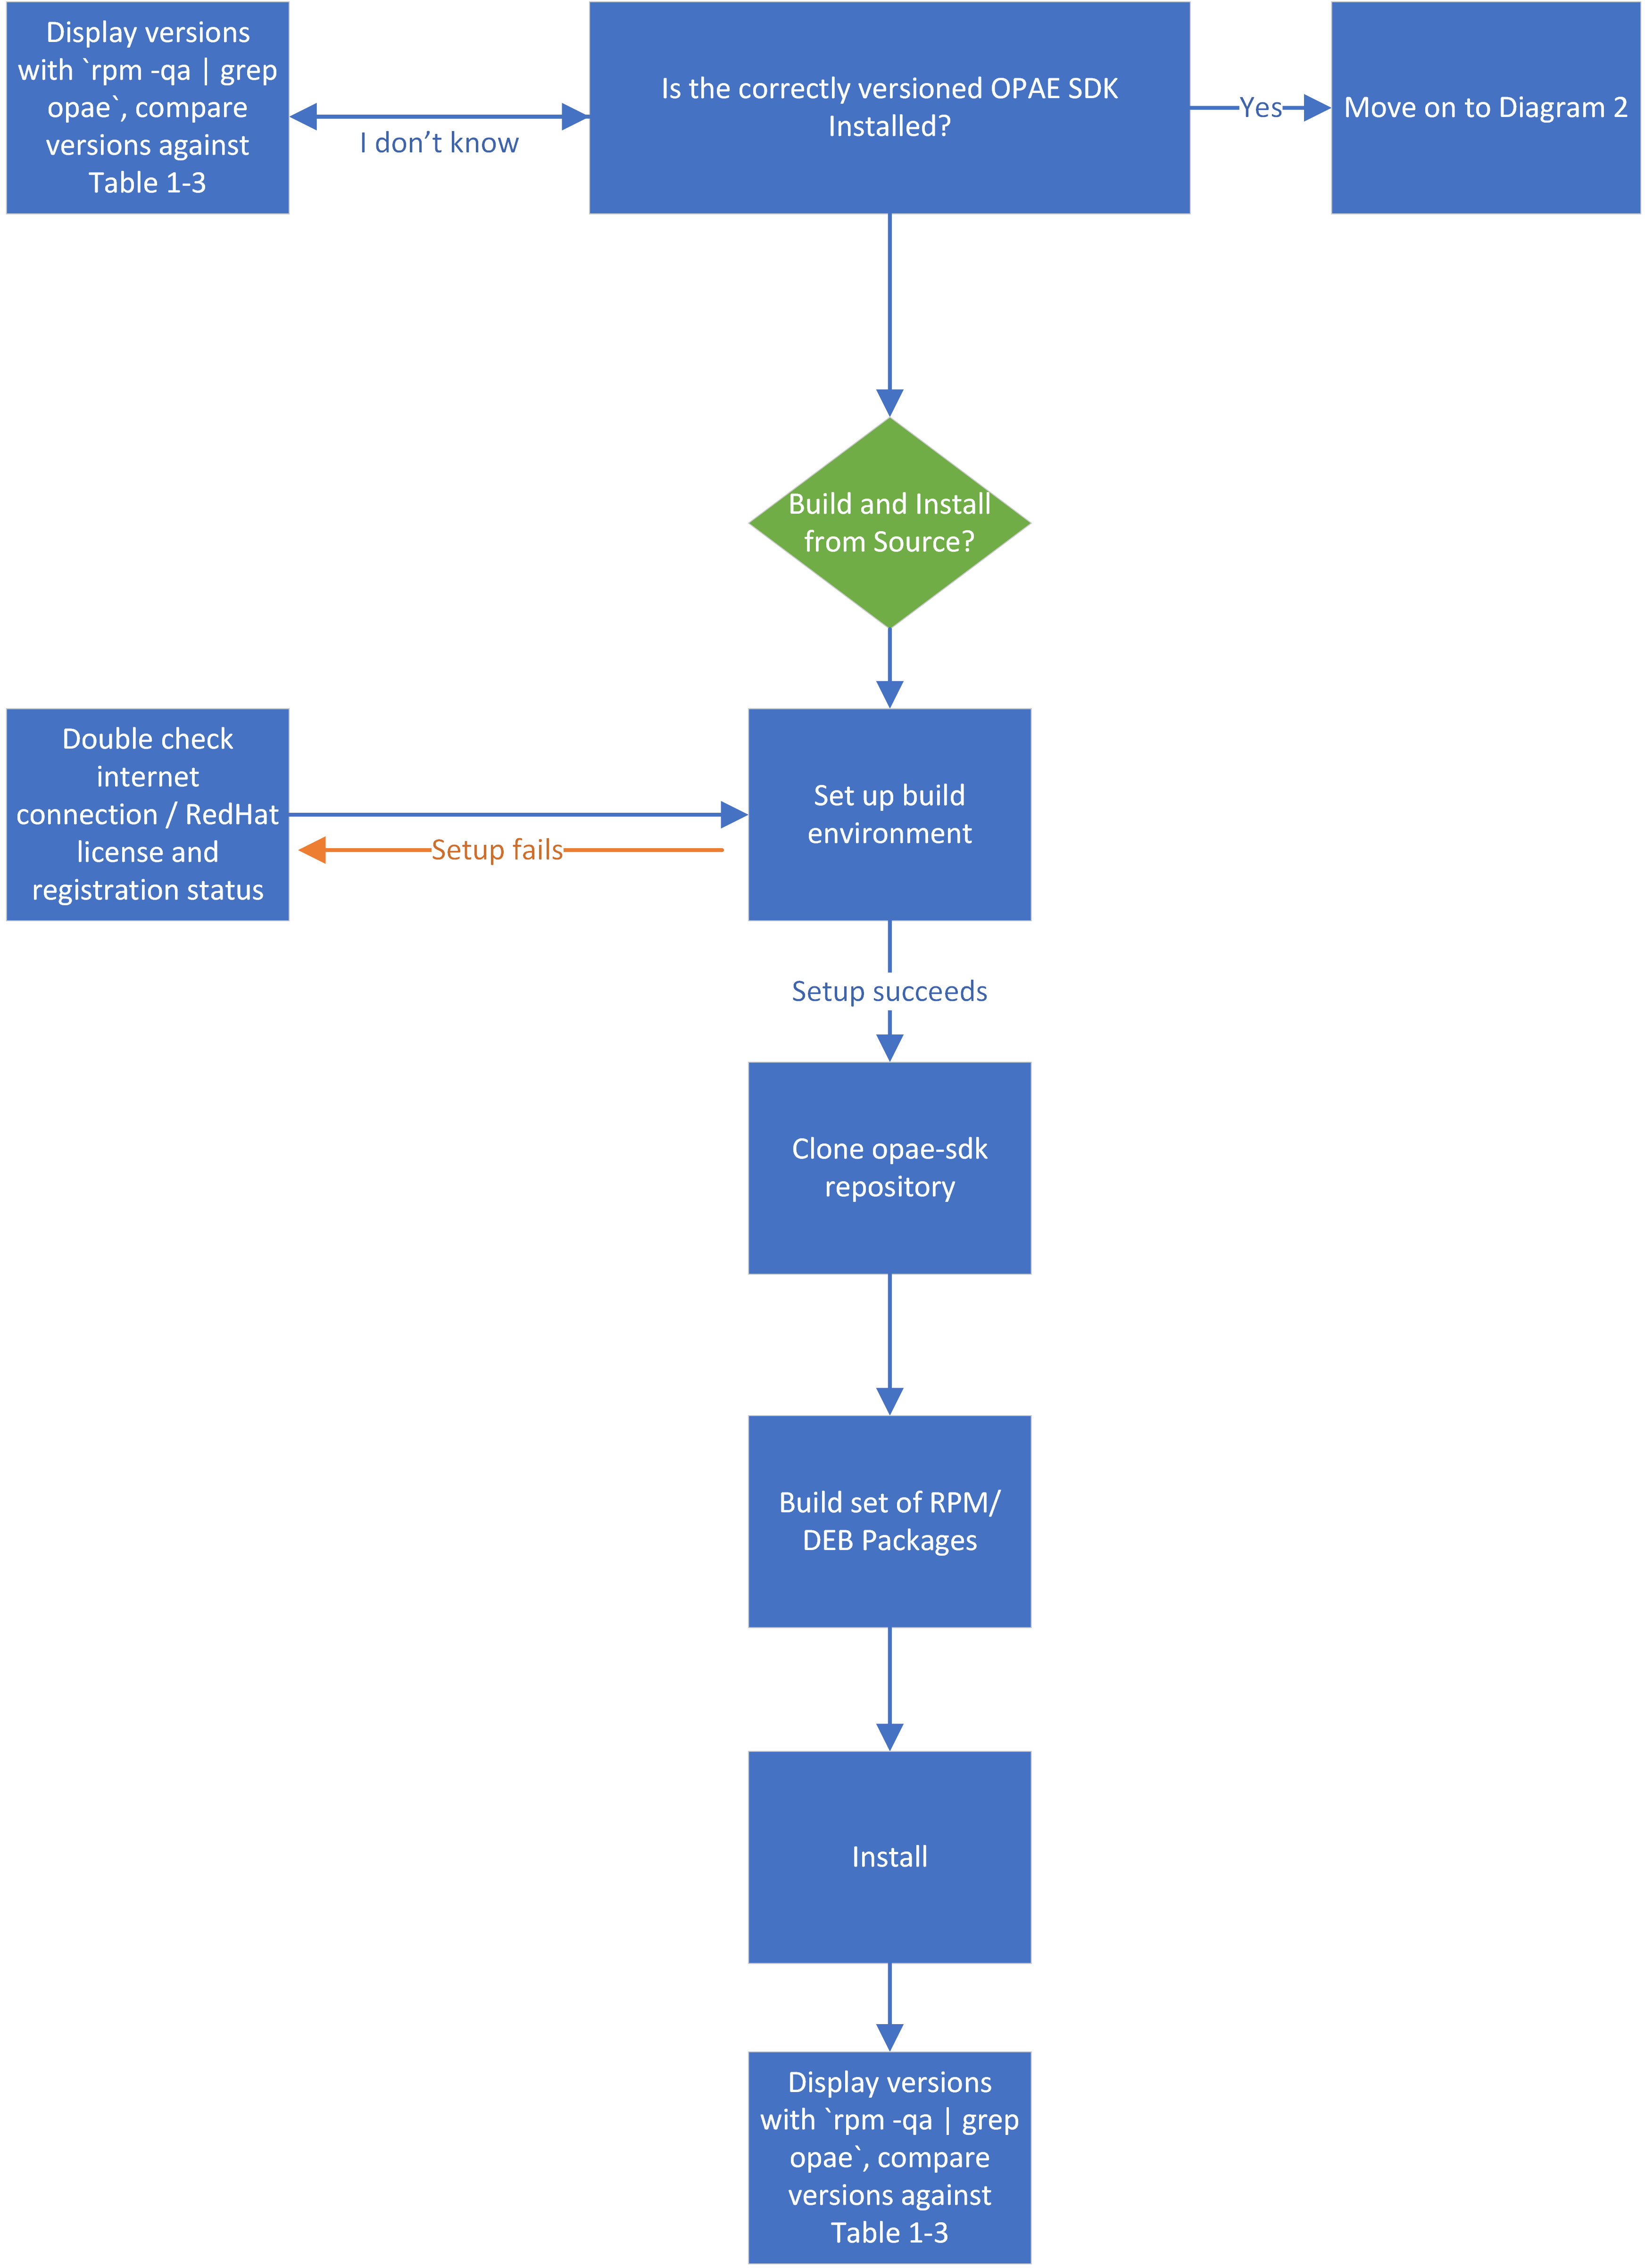 Display versions
with `rpm -qa | grep
opae`, compare
versions against
Table 1-3
I don’t know
Is the correctly versioned OPAE SDK
Installed?
Yes
Move on to Diagram 2
Build and Install
from Source?
Double check
internet
connection / RedHat
license and
registration status
Setup fails
Set up build
environment
Setup succeeds
Clone opae-sdk
repository
Build set of RPM/
DEB Packages
Install
Display versions
with `rpm -qa | grep
opae`, compare
versions against
Table 1-3